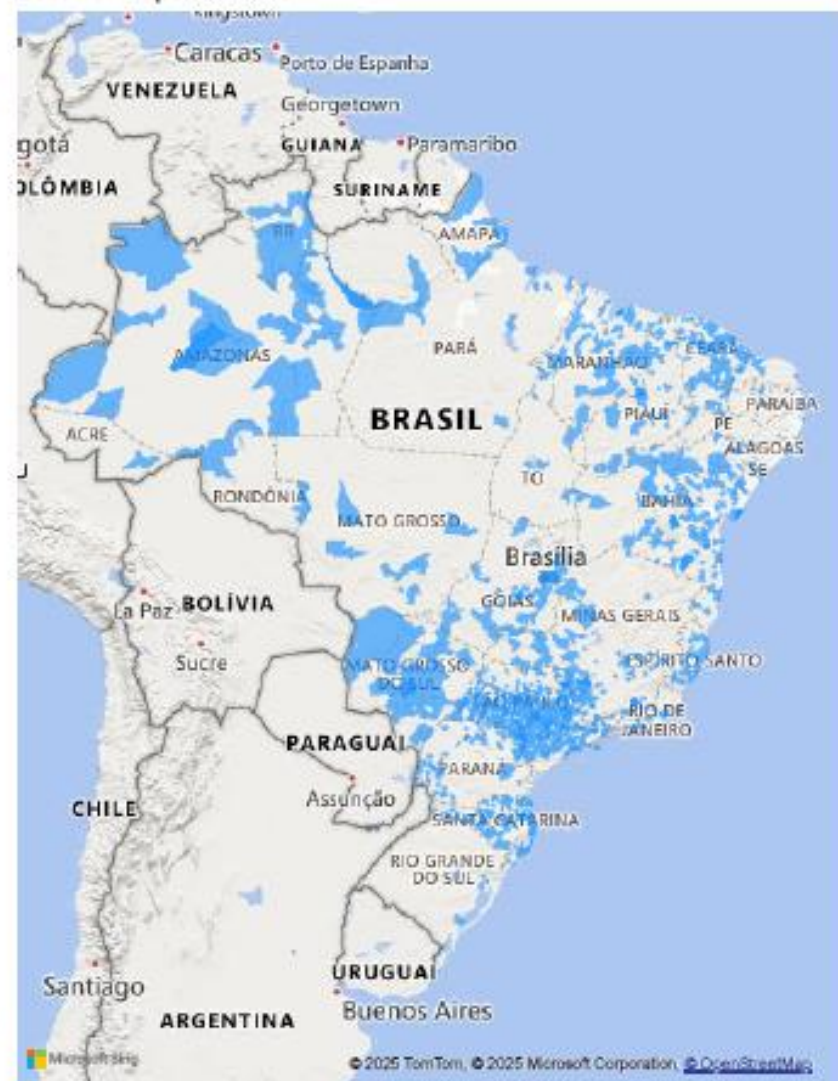 Caracas
Porto de Espanha
VENEZUELA
Georgetown
gotá
GUIANA
Paramaribo
OLÔMBIA
SURINAME
RR
AMAPÁ
AMAZONAS
PARÁ
MARANHÃO
CEARÁ
BRASIL
PIAUÍ
PARAÍBA
PE
ACRE
ALAGOAS
SE
TO
RONDÔNIA
BAHIA
MATO GROSSO
Brasília
La Paz
BOLÍVIA
GOIÁS
MINAS GERAIS
Sucre
MATO GROSSO
DO SUL
ESPÍRITO SANTO
SÃO PAULO
RIO DE
JANEIRO
PARAGUAI
PARANÁ
Assunção
CHILE
SANTA CATARINA
RIO GRANDE
DO SUL
URUGUAI
Santiago
Buenos Aires
ARGENTINA
Microsoft Bing
© 2025 TomTom, © 2025 Microsoft Corporation, © OpenStreetMap